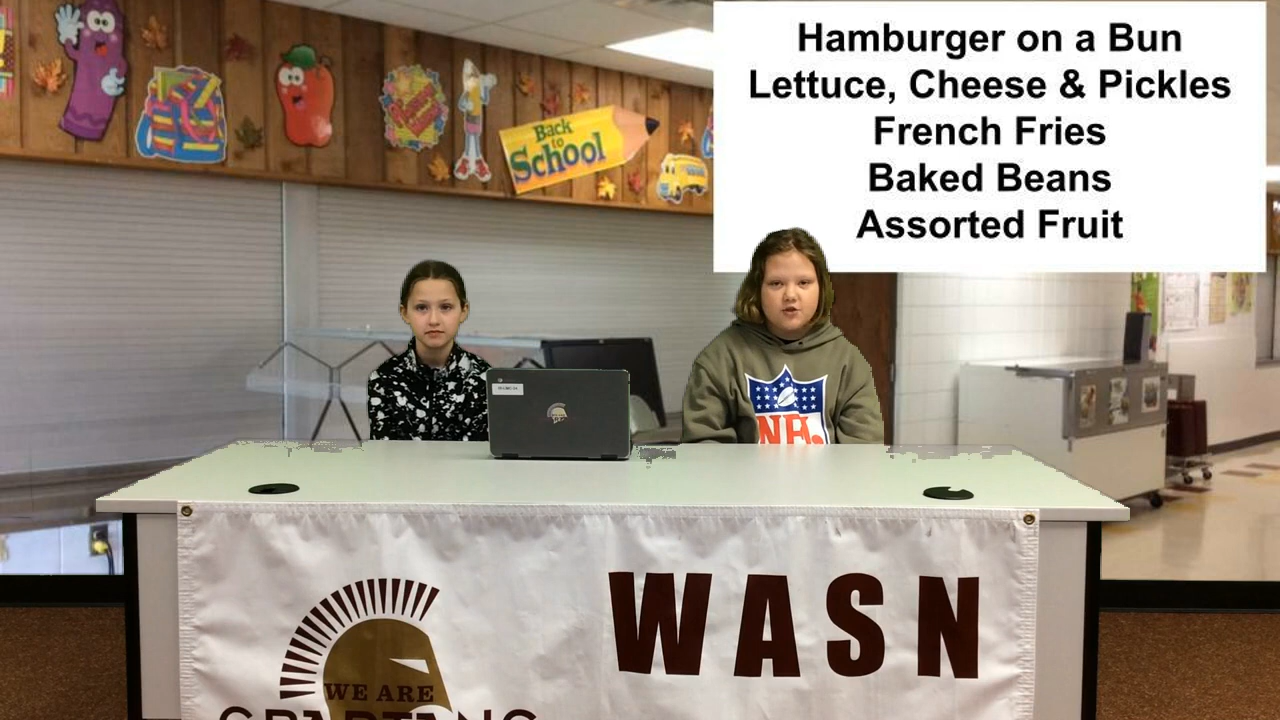 Hamburger on a Bun
Lettuce, Cheese & Pickles
French Fries
Baked Beans
Assorted Fruit
Back
to
School
NFL
WASN
WE ARE
SPARTANS